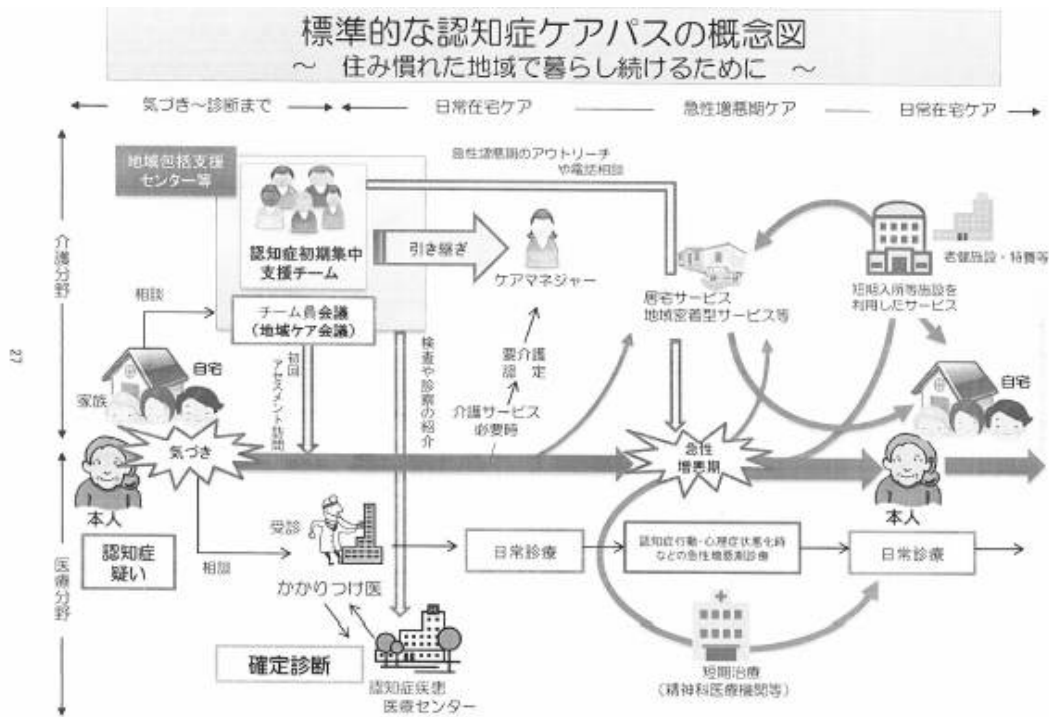 標準的な認知症ケアパスの概念図
～ 住み慣れた地域で暮らし続けるために ～
気づき～診断まで
日常在宅ケア
急性増悪期ケア
日常在宅ケア
介護分野
地域包括支援
センター等
認知症初期集中
支援チーム
チーム員会議
(地域ケア会議)
引き継ぎ
ケアマネジャー
急性増悪期のアウトリーチ
や電話相談
居宅サービス
地域密着型サービス等
老健施設・特養等
短期入所等施設を
利用したサービス
相談
自宅
家族
初回
アセスメント訪問
検査や診察の紹介
要介護
認 定
介護サービス
必要時
自宅
27
気づき
急性
増悪期
本人
本人
医療分野
認知症
疑い
相談
受診
かかりつけ医
日常診療
認知症行動・心理症状悪化時
などの急性増悪期診療
日常診療
確定診断
認知症疾患
医療センター
短期治療
(精神科医療機関等)